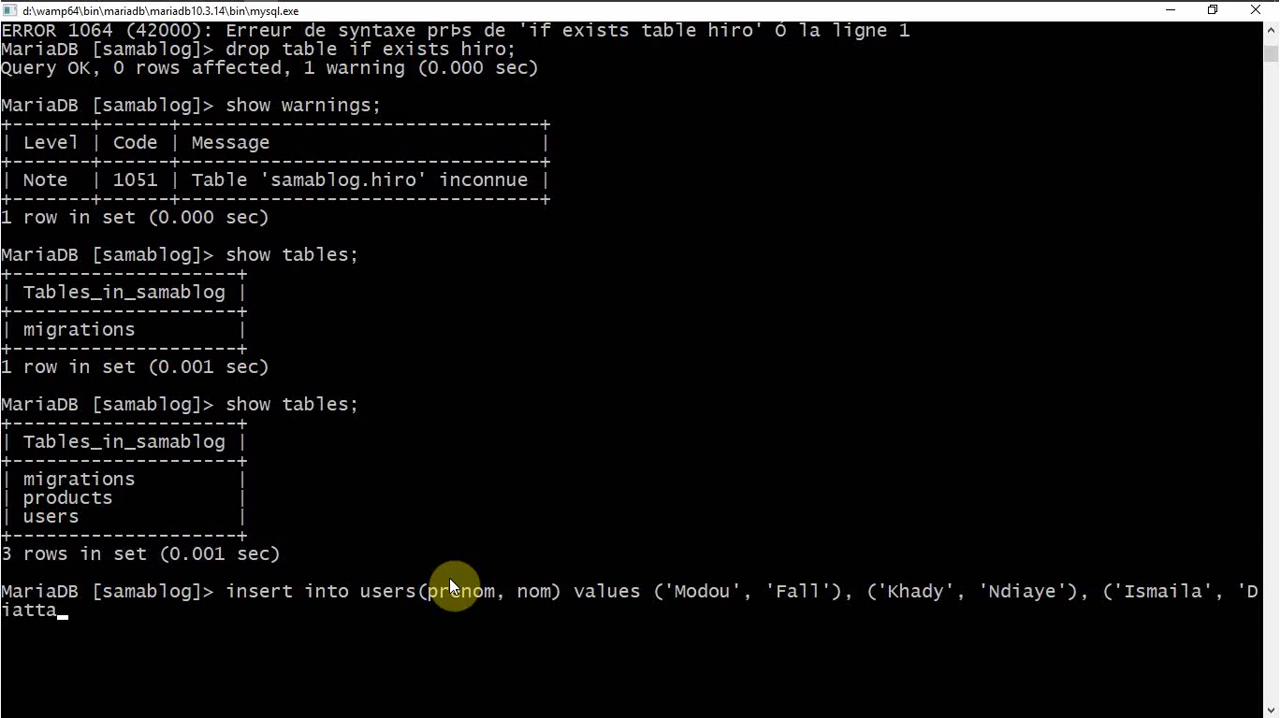 d:\wamp64\bin\mariadb\mariadb10.3.14\bin\mysql.exe
ERROR 1064 (42000): Erreur de syntaxe prÞs de 'if exists table hiro' Ó la ligne 1
MariaDB [samablog]> drop table if exists hiro;
Query OK, 0 rows affected, 1 warning (0.000 sec)
MariaDB [samablog]> show warnings;
+-------+------+---------------------------------+
| Level | Code | Message                         |
+-------+------+---------------------------------+
| Note  | 1051 | Table 'samablog.hiro' inconnue |
+-------+------+---------------------------------+
1 row in set (0.000 sec)
MariaDB [samablog]> show tables;
+--------------------+
| Tables_in_samablog |
+--------------------+
| migrations         |
+--------------------+
1 row in set (0.001 sec)
MariaDB [samablog]> show tables;
+--------------------+
| Tables_in_samablog |
+--------------------+
| migrations         |
| products           |
| users              |
+--------------------+
3 rows in set (0.001 sec)
MariaDB [samablog]> insert into users(prenom, nom) values ('Modou', 'Fall'), ('Khady', 'Ndiaye'), ('Ismaila', 'D
iatta_